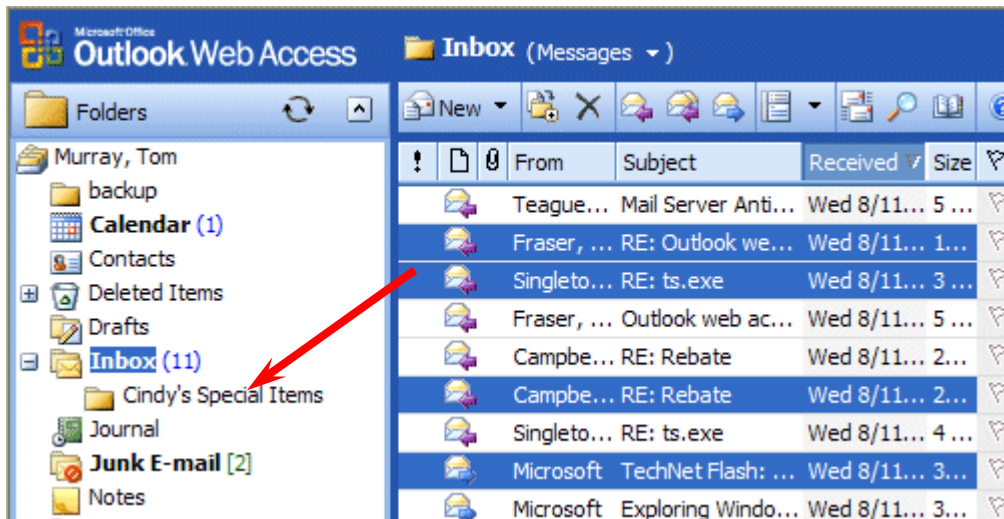 Microsoft Office
Outlook Web Access
Inbox (Messages )
Folders
New
Murray, Tom
backup
Calendar (1)
Contacts
Deleted Items
Drafts
Inbox (11)
Cindy's Special Items
Journal
Junk E-mail [2]
Notes
! From Subject Received Size
Teague... Mail Server Anti... Wed 8/11... 5 ...
Fraser, ... RE: Outlook we... Wed 8/11... 1...
Singleto... RE: ts.exe Wed 8/11... 3 ...
Fraser, ... Outlook web ac... Wed 8/11... 5 ...
Campbe... RE: Rebate Wed 8/11... 2...
Campbe... RE: Rebate Wed 8/11... 2...
Singleto... RE: ts.exe Wed 8/11... 4 ...
Microsoft TechNet Flash: ... Wed 8/11... 3...
Microsoft Exploring Windo... Wed 8/11... 3...